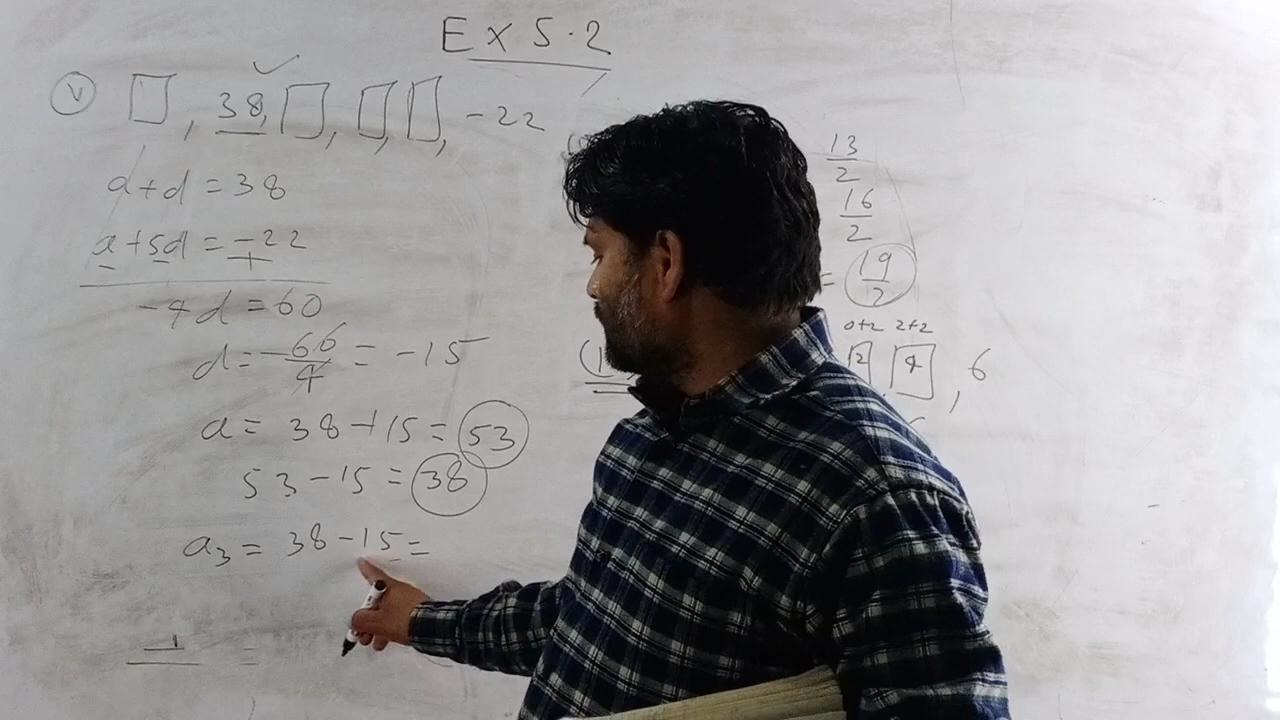 Ex 5.2
(v) □, 38, □, □, □, -22
a+d = 38
a+5d = -22
- - +
-4d = 60
d = -60/4 = -15
a = 38+15 = 53
53-15 = 38
a3 = 38-15 =
13/2
16/2
= 19/2
0+2 2+2
2 4, 6